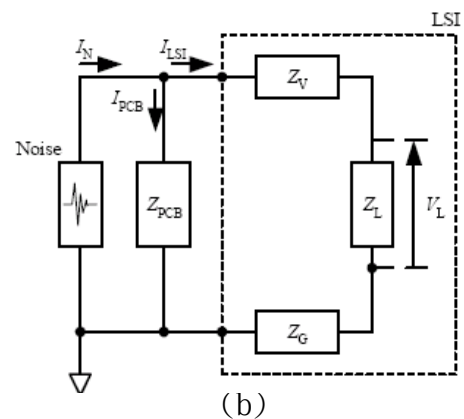 LSI
I_N
I_LSI
Z_V
I_PCB
Noise
Z_PCB
Z_L
V_L
Z_G
(b)